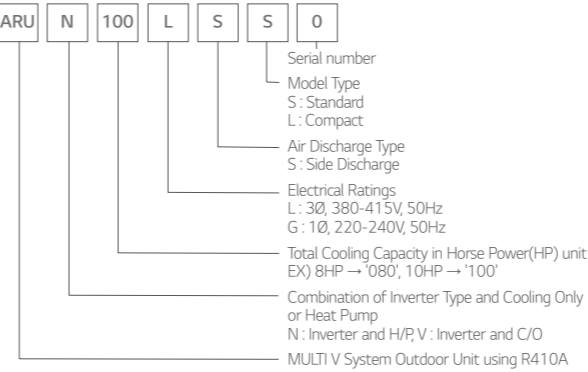 ARU N 100 L S S 0
Serial number
Model Type
S : Standard
L : Compact
Air Discharge Type
S : Side Discharge
Electrical Ratings
L : 3Ø, 380-415V, 50Hz
G : 1Ø, 220-240V, 50Hz
Total Cooling Capacity in Horse Power(HP) unit
EX) 8HP → '080', 10HP → '100'
Combination of Inverter Type and Cooling Only
or Heat Pump
N : Inverter and H/P, V : Inverter and C/O
MULTI V System Outdoor Unit using R410A